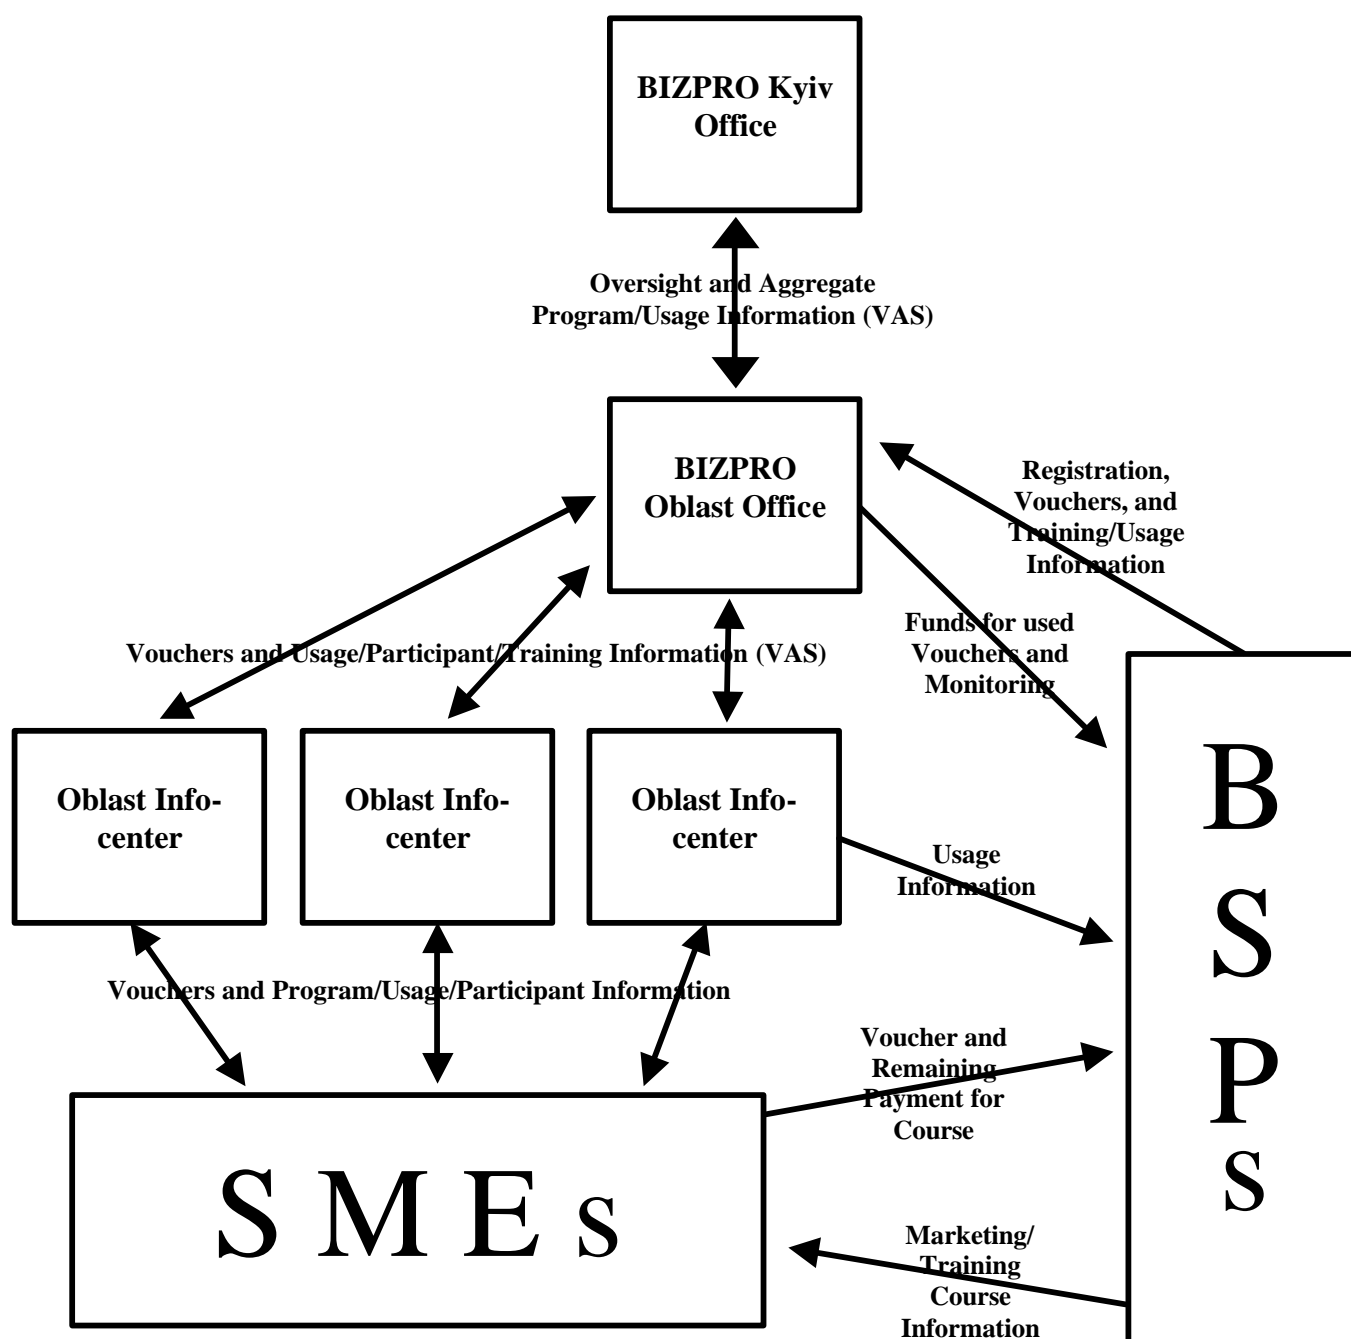 BIZPRO Kyiv
Office
Oversight and Aggregate
Program/Usage Information (VAS)
BIZPRO
Oblast Office
Registration,
Vouchers, and
Training/Usage
Information
Funds for used
Vouchers and
Monitoring
Vouchers and Usage/Participant/Training Information (VAS)
Oblast Info-
center
Oblast Info-
center
Oblast Info-
center
Usage
Information
B
S
P
s
Vouchers and Program/Usage/Participant Information
Voucher and
Remaining
Payment for
Course
S M E s
Marketing/
Training
Course
Information